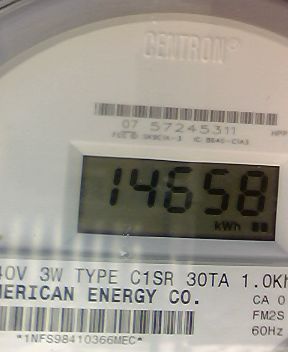 CENTRON®
07 57245311
14658
kWh
40V 3W TYPE C1SR 30TA 1.0Kh
MERICAN ENERGY CO.
CA 0
FM2S
60Hz
*1NFS98410366MEC*